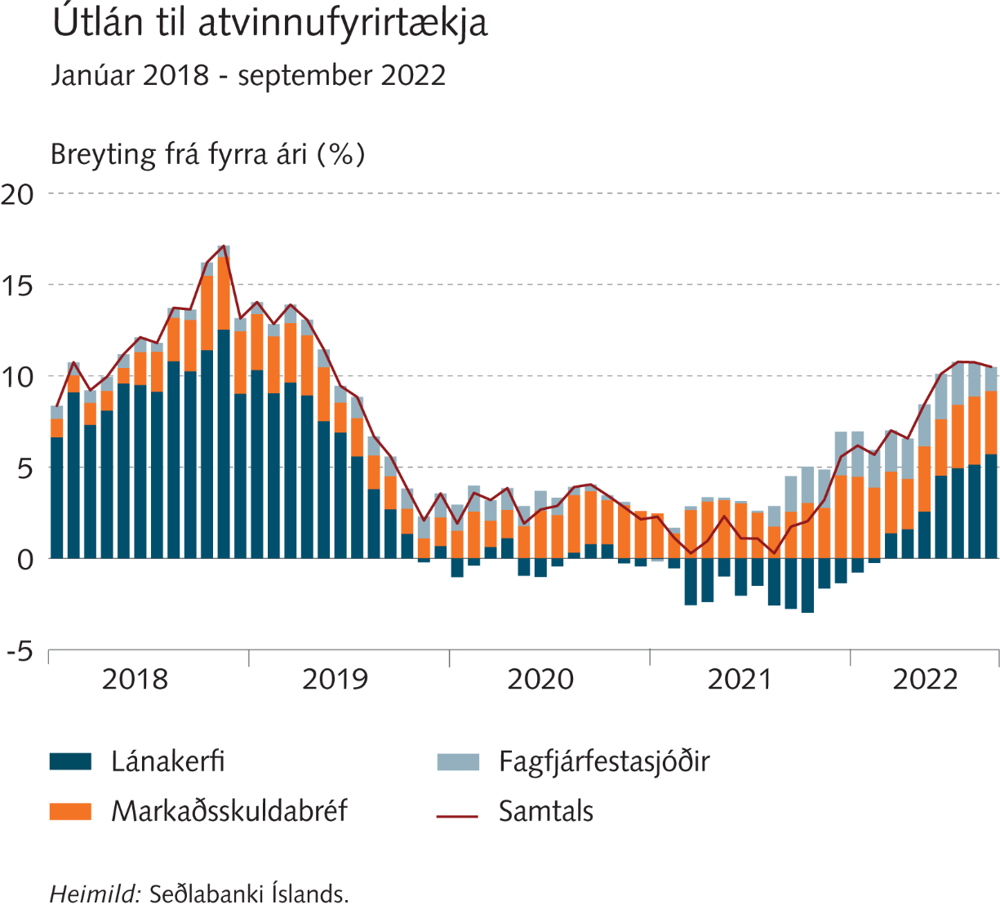 Útlán til atvinnufyrirtækja
Janúar 2018 - september 2022
Breyting frá fyrra ári (%)
20
15
10
5
0
-5
2018 2019 2020 2021 2022
Lánakerfi Fagfjárfestasjóðir
Markaðsskuldabréf Samtals
Heimild: Seðlabanki Íslands.